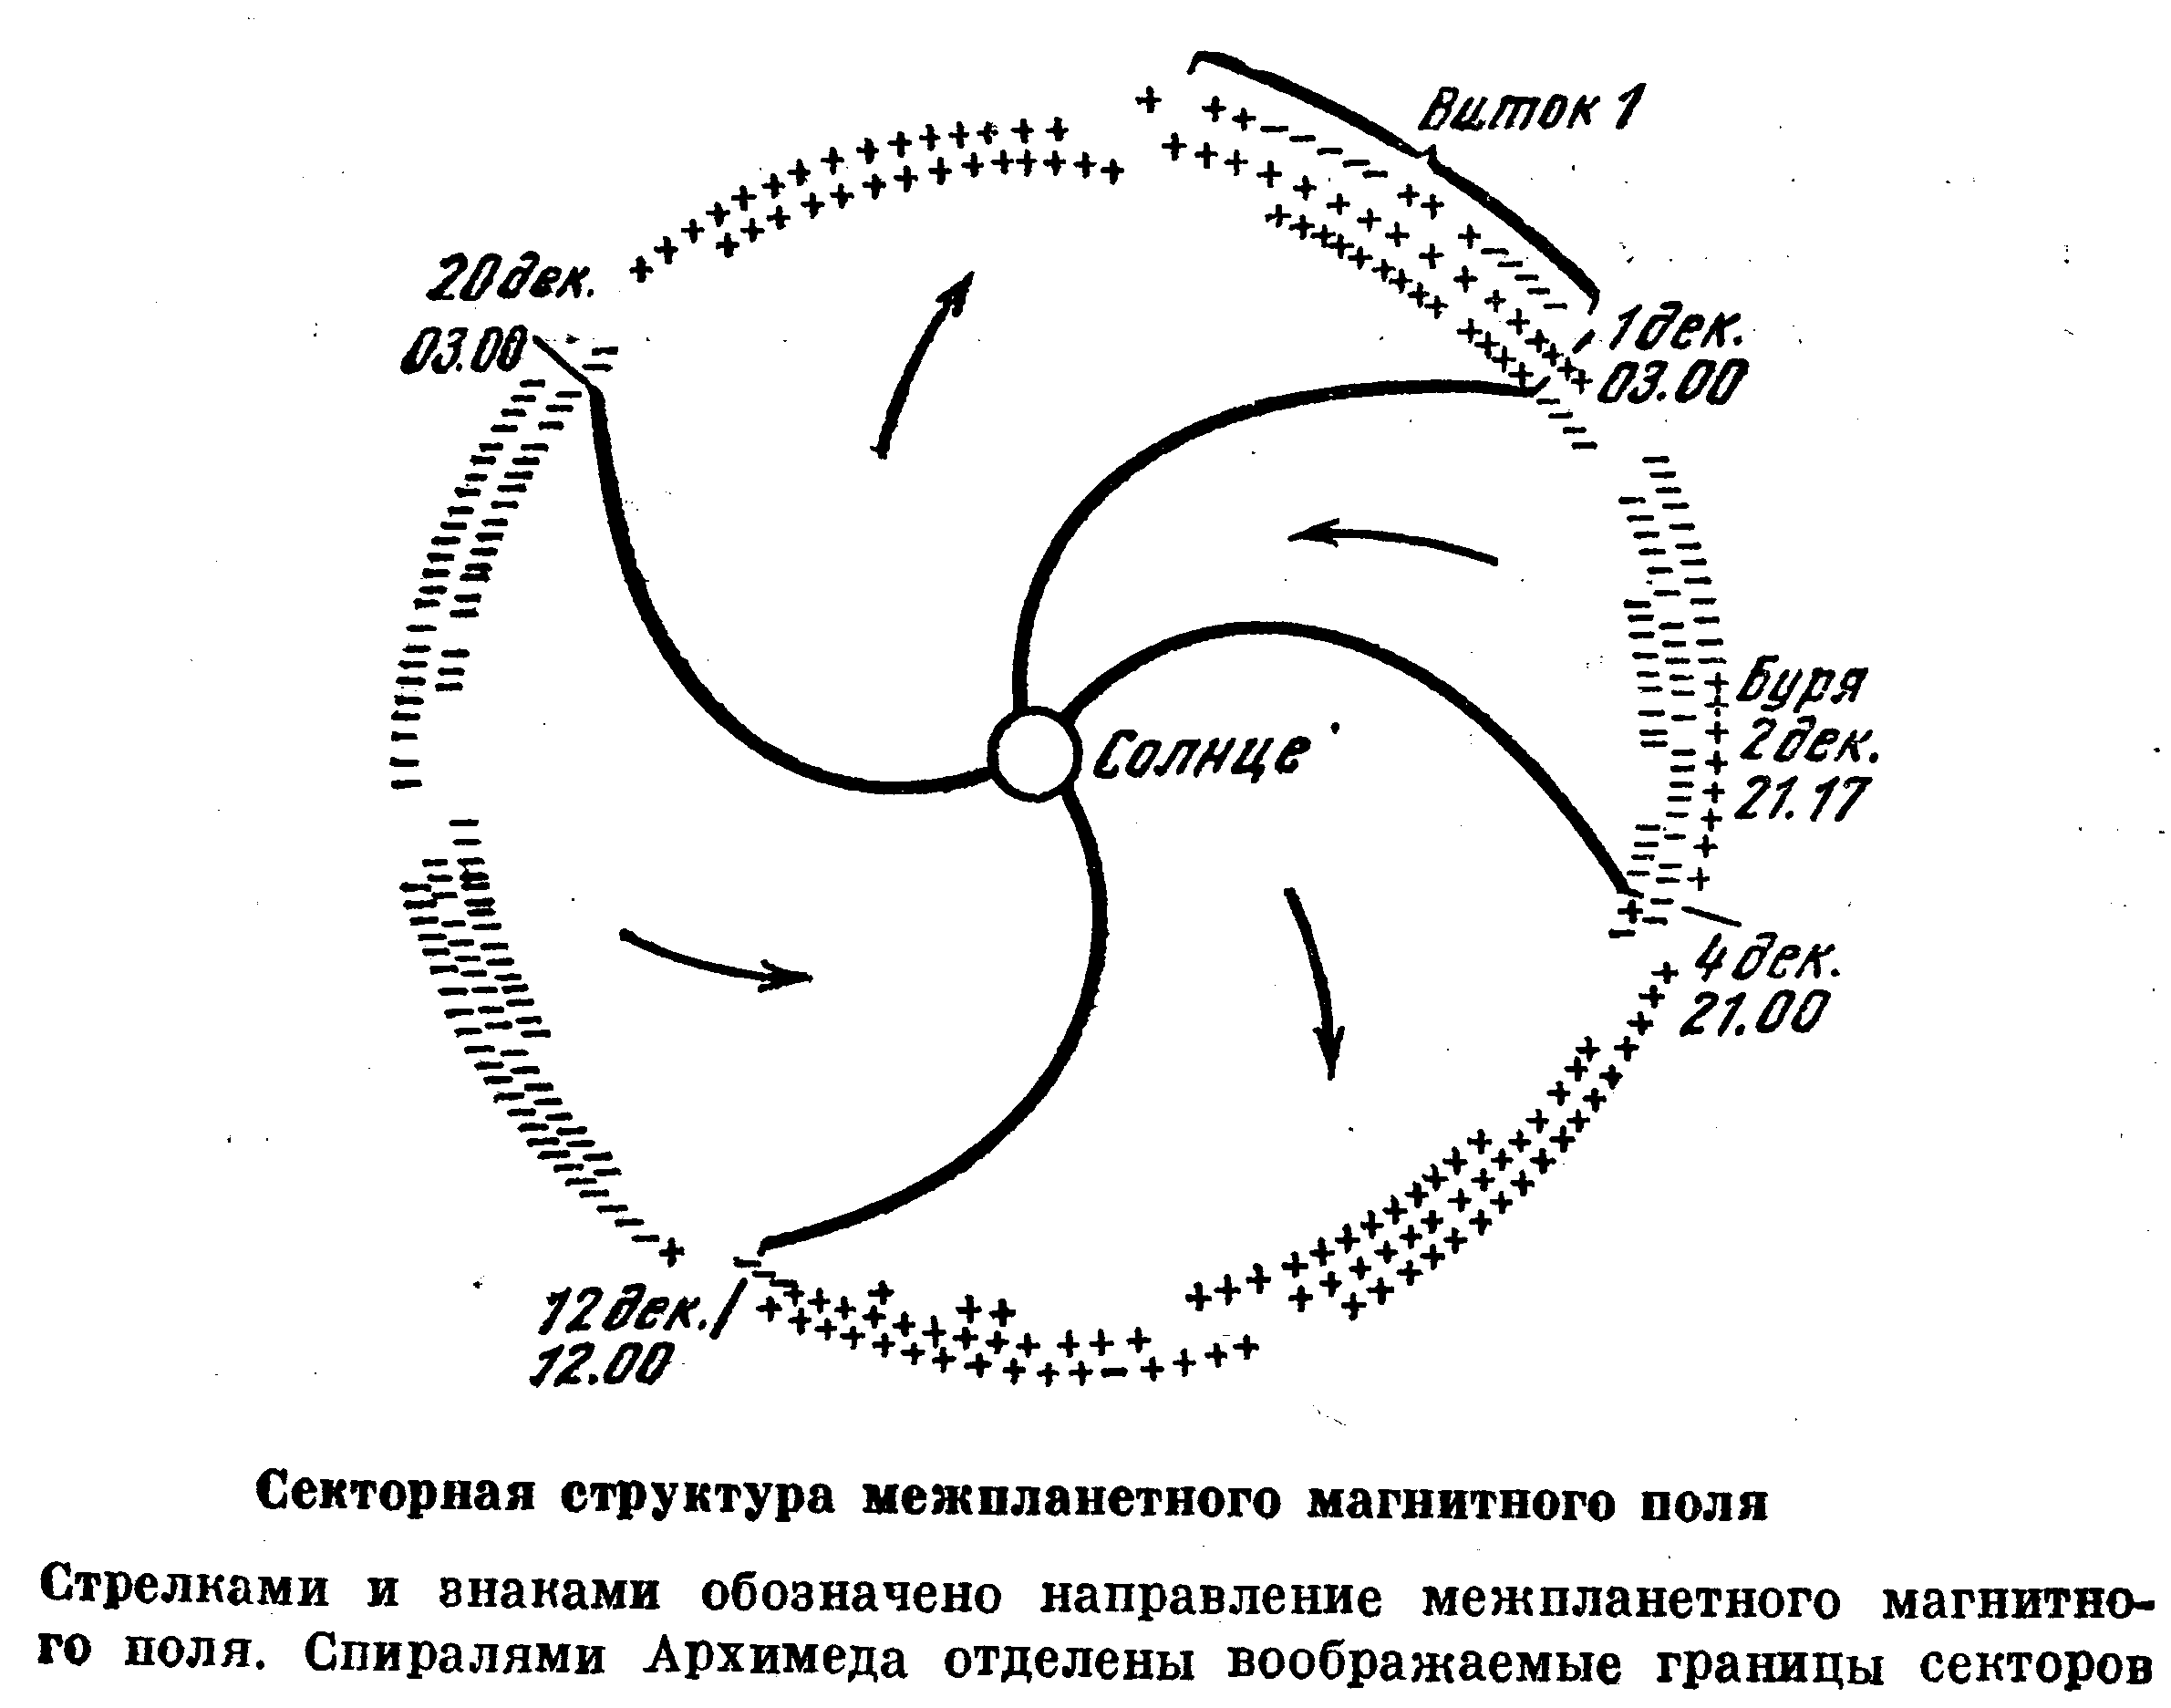 Виток 1
20 дек.
03.00
1 дек.
03.00
Буря
2 дек.
21.17
Солнце
4 дек.
21.00
12 дек.
12.00
Секторная структура межпланетного магнитного поля
Стрелками и знаками обозначено направление межпланетного магнитно-
го поля. Спиралями Архимеда отделены воображаемые границы секторов